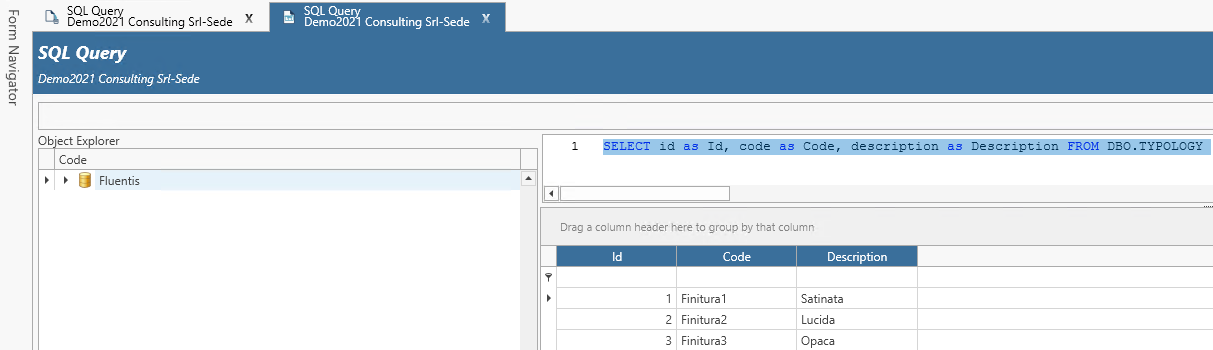 Form Navigator
SQL Query
Demo2021 Consulting Srl-Sede X
SQL Query
Demo2021 Consulting Srl-Sede X
SQL Query
Demo2021 Consulting Srl-Sede
Object Explorer
Code
Fluentis
1 SELECT id as Id, code as Code, description as Description FROM DBO.TYPOLOGY
Drag a column header here to group by that column
Id Code Description
1 Finitura1 Satinata
2 Finitura2 Lucida
3 Finitura3 Opaca